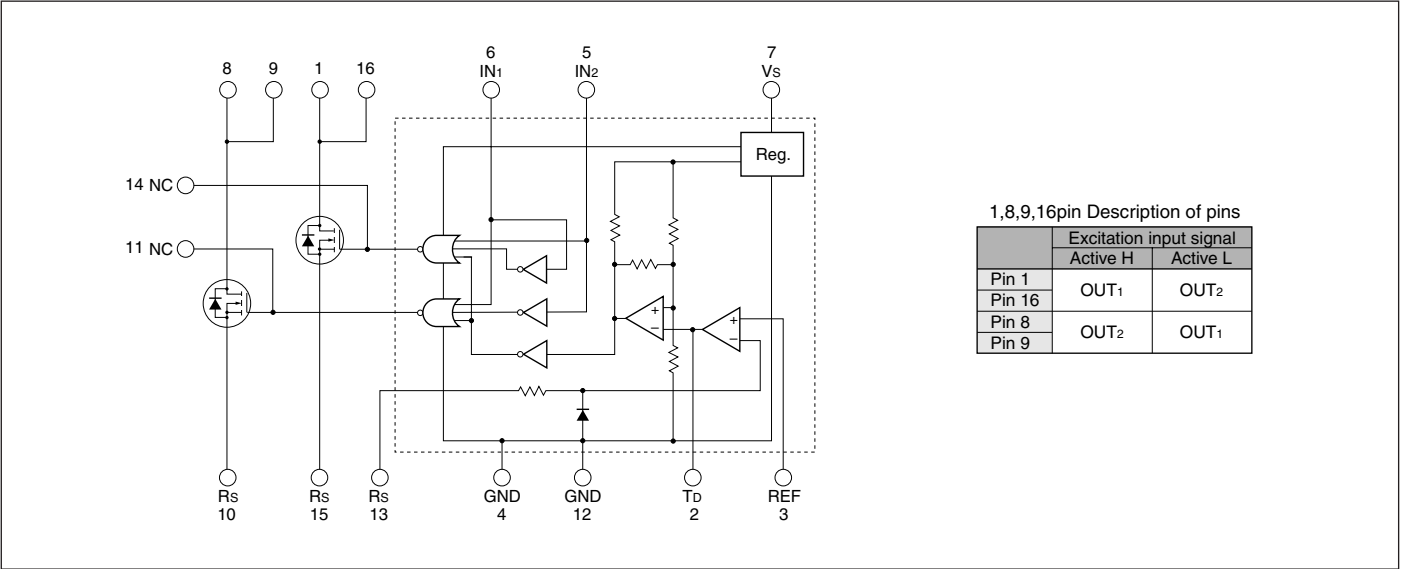 6
IN1
5
IN2
7
VS
8
9
1
16
Reg.
14 NC
11 NC
+
−
+
−
RS
10
RS
15
RS
13
GND
4
GND
12
TD
2
REF
3
1,8,9,16pin Description of pins
Excitation input signal
Active H
Active L
Pin 1
Pin 16
OUT1
OUT2
Pin 8
Pin 9
OUT2
OUT1